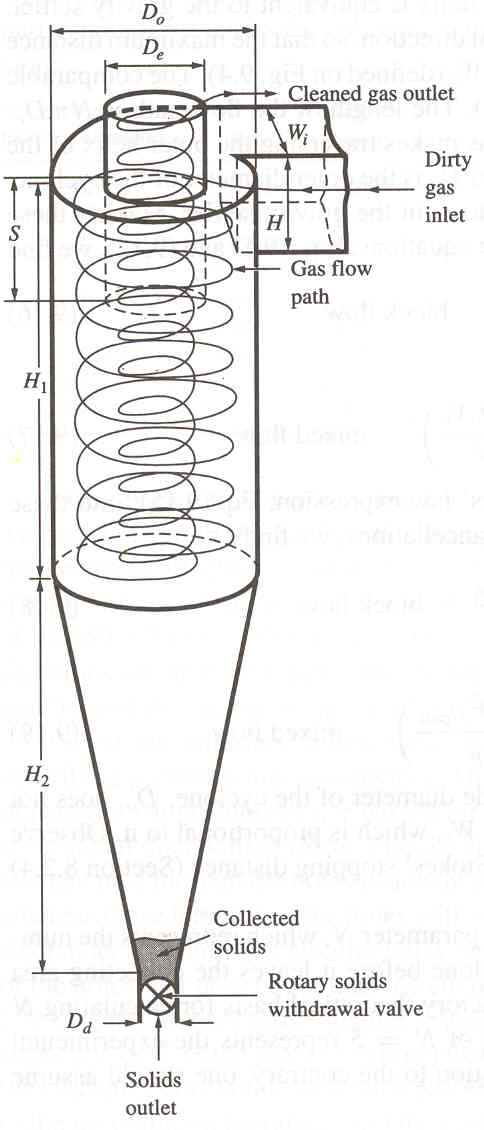 D_o
D_e
Cleaned gas outlet
W_i
Dirty
gas
inlet
H
S
Gas flow
path
H_1
H_2
Collected
solids
Rotary solids
withdrawal valve
D_d
Solids
outlet